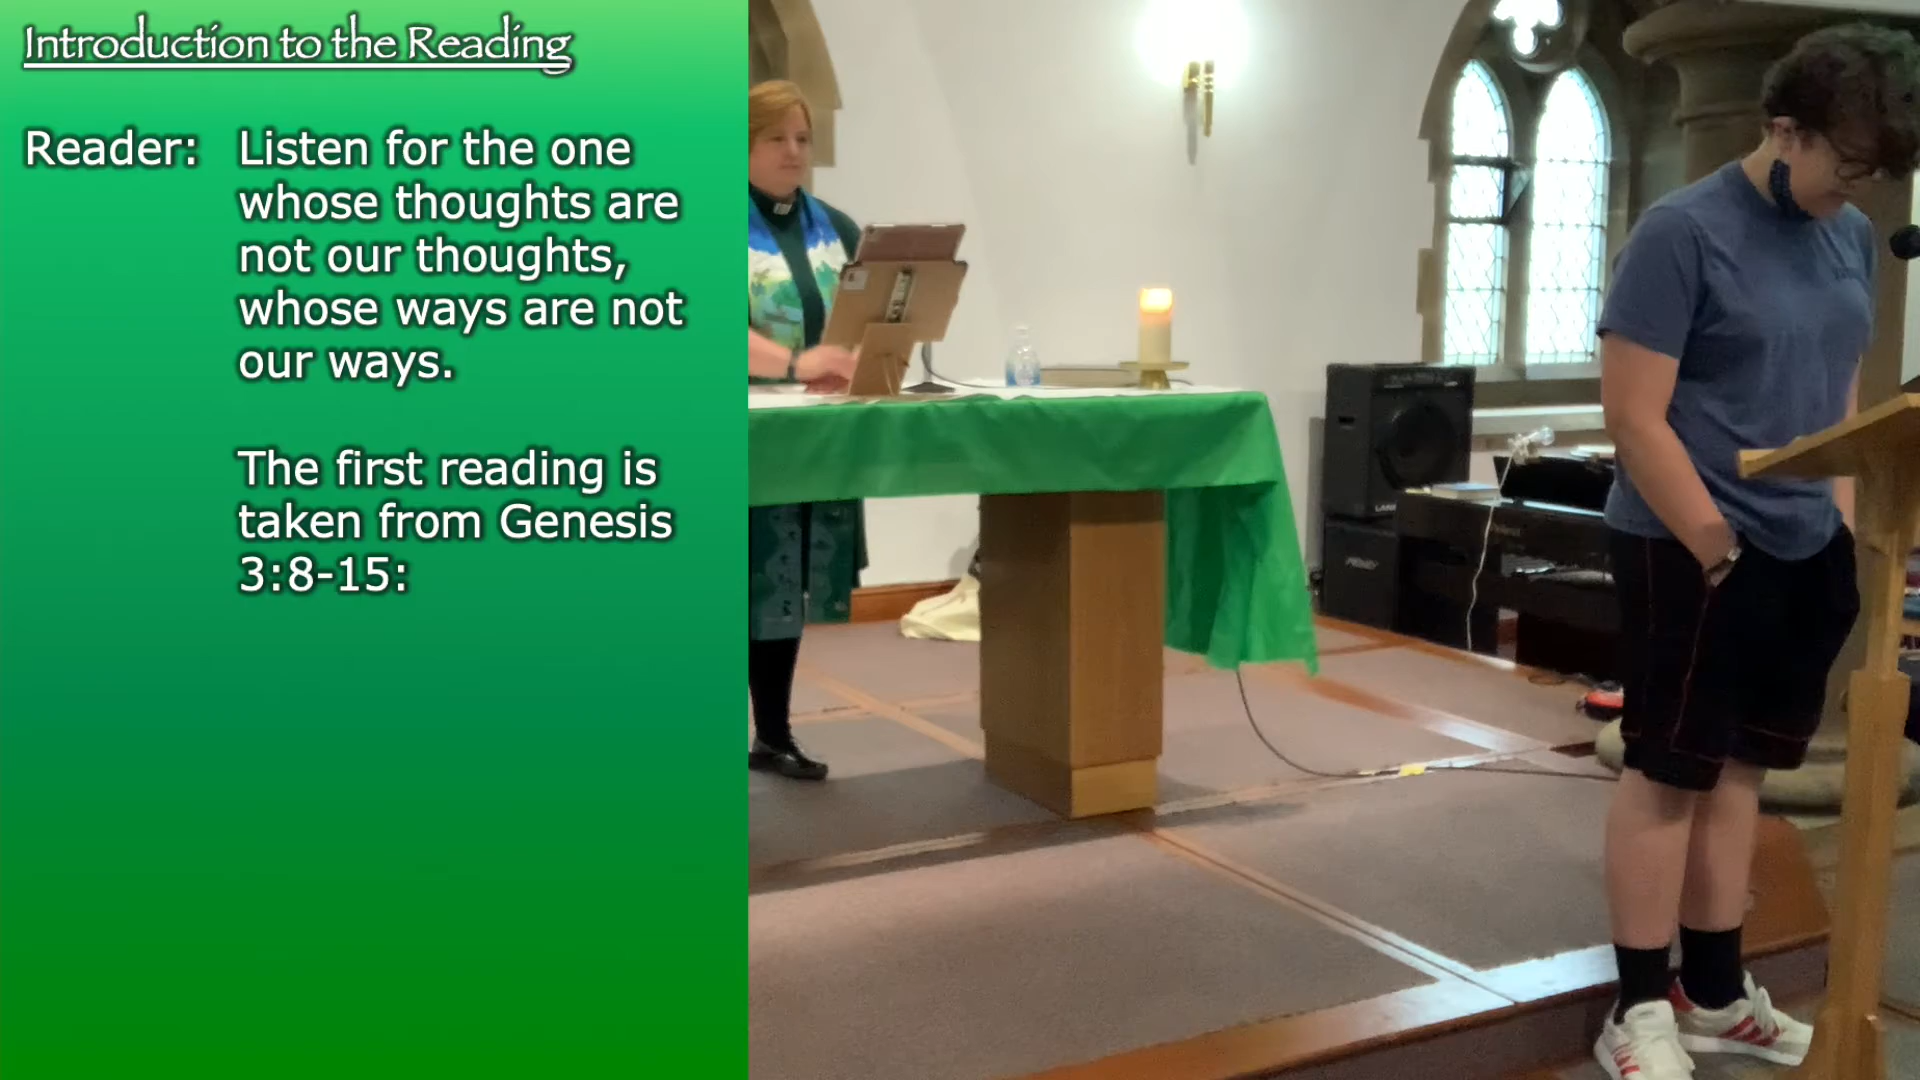 Introduction to the Reading
Reader: Listen for the one
whose thoughts are
not our thoughts,
whose ways are not
our ways.
The first reading is
taken from Genesis
3:8-15: